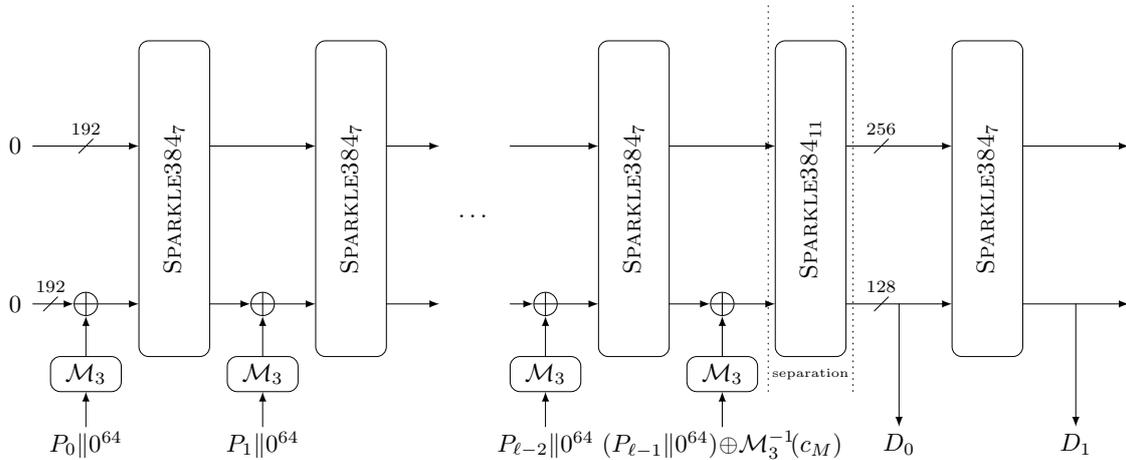 192 256
0 SPARKLE384₇ SPARKLE384₇ SPARKLE384₇ SPARKLE384₁₁ SPARKLE384₇
⋯
192 128
0 ⊕ ⊕ ⊕ ⊕
ℳ₃ ℳ₃ ℳ₃ ℳ₃ separation
P₀‖0⁶⁴ P₁‖0⁶⁴ P_{ℓ−2}‖0⁶⁴ (P_{ℓ−1}‖0⁶⁴)⊕ℳ₃⁻¹(c_M) D₀ D₁